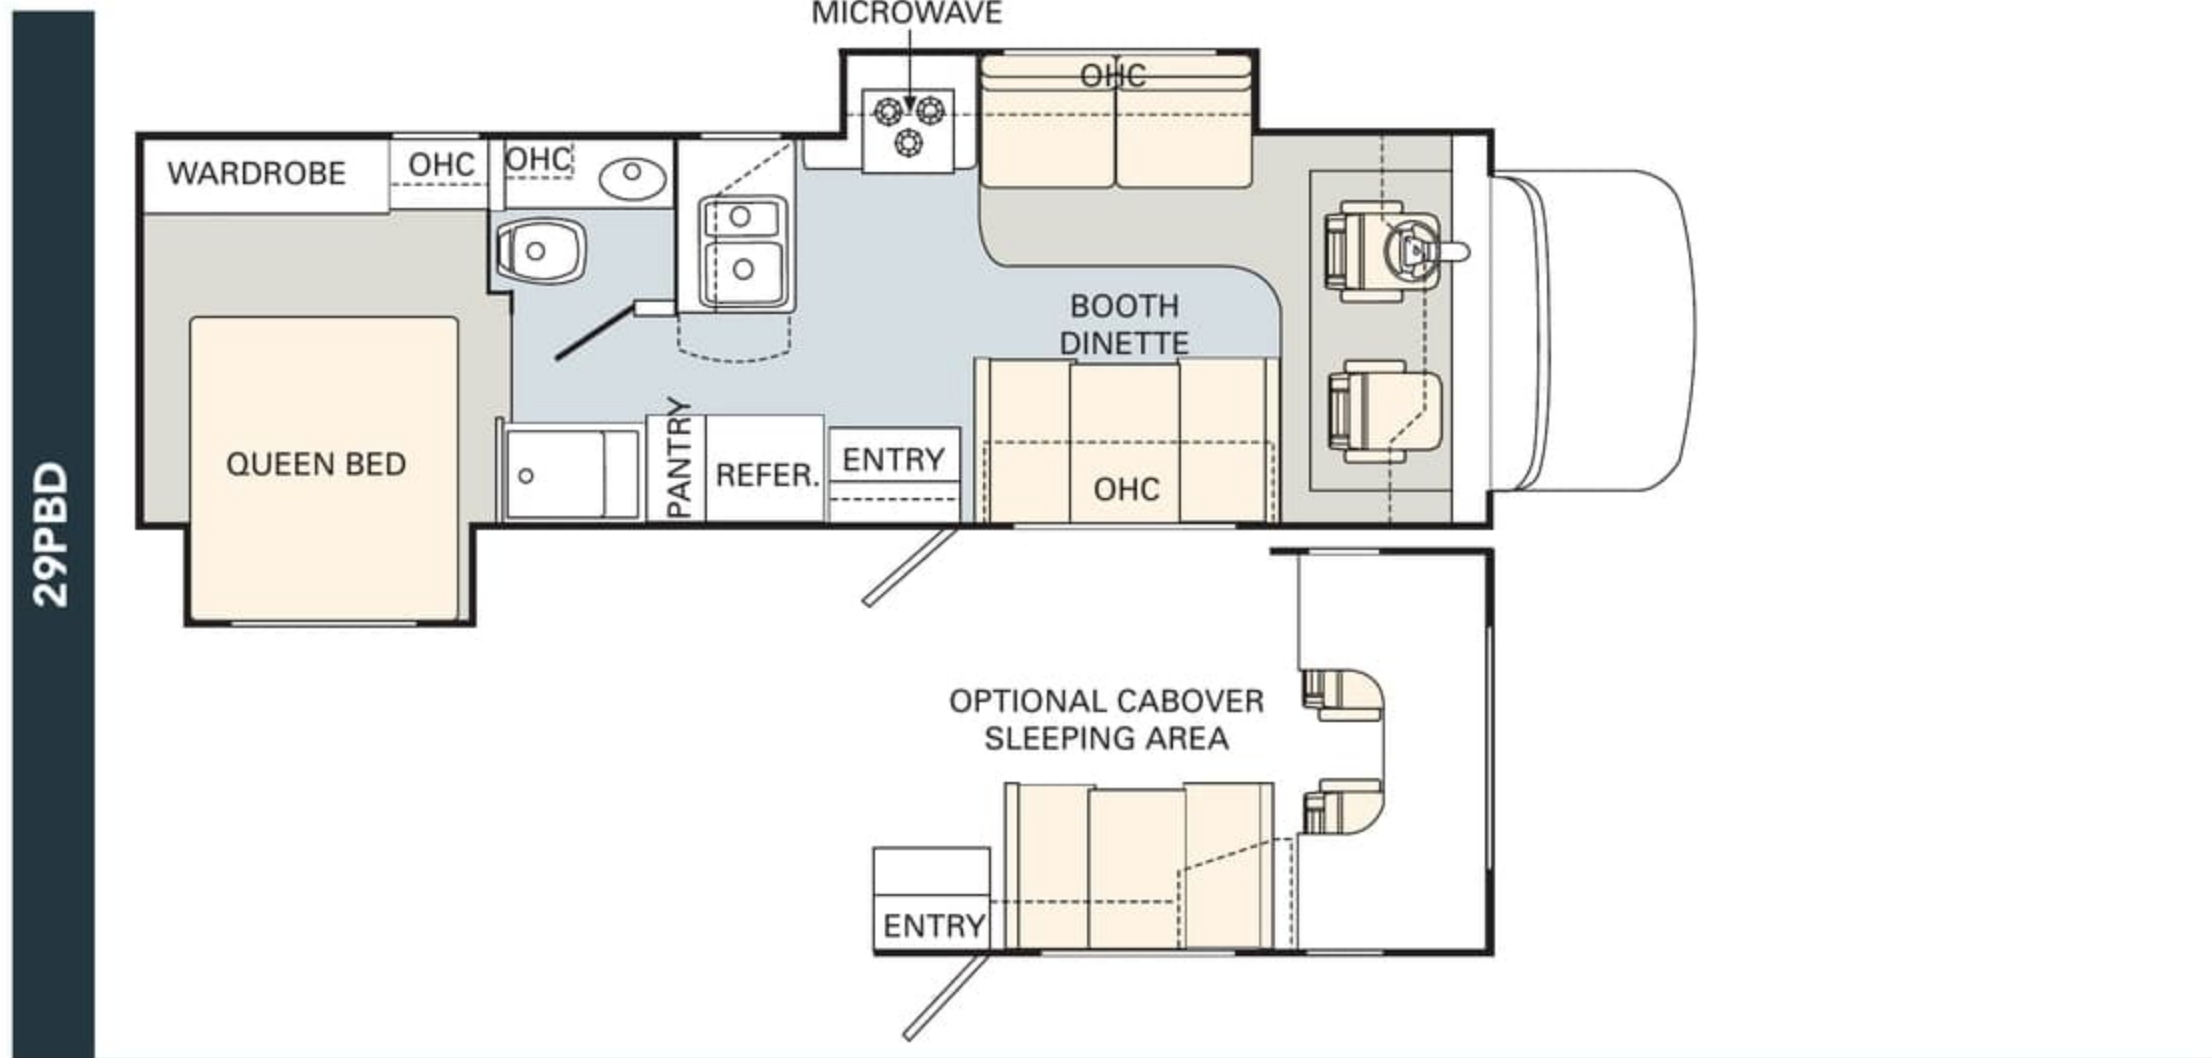 29PBD
MICROWAVE
OHC
WARDROBE
OHC
OHC
BOOTH
DINETTE
QUEEN BED
PANTRY
REFER.
ENTRY
OHC
OPTIONAL CABOVER
SLEEPING AREA
ENTRY